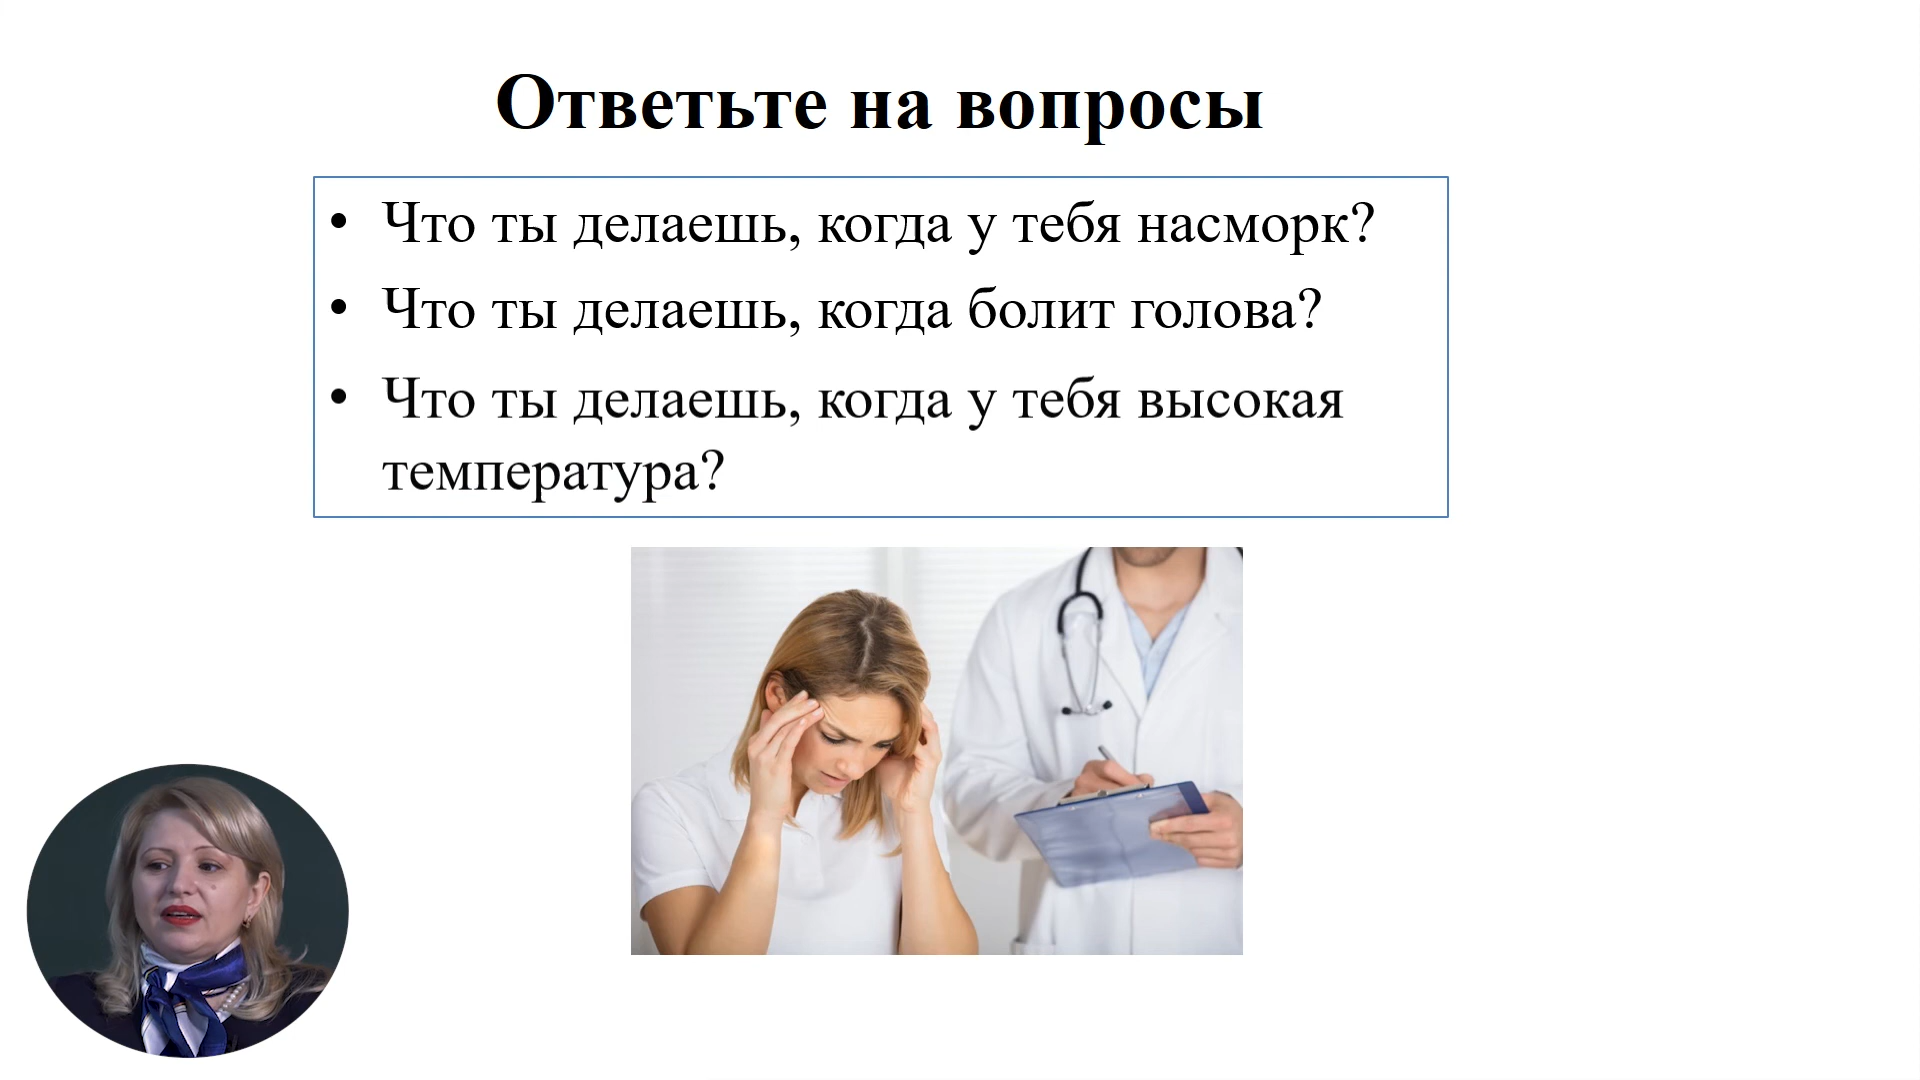 Ответьте на вопросы
• Что ты делаешь, когда у тебя насморк?
• Что ты делаешь, когда болит голова?
• Что ты делаешь, когда у тебя высокая
температура?